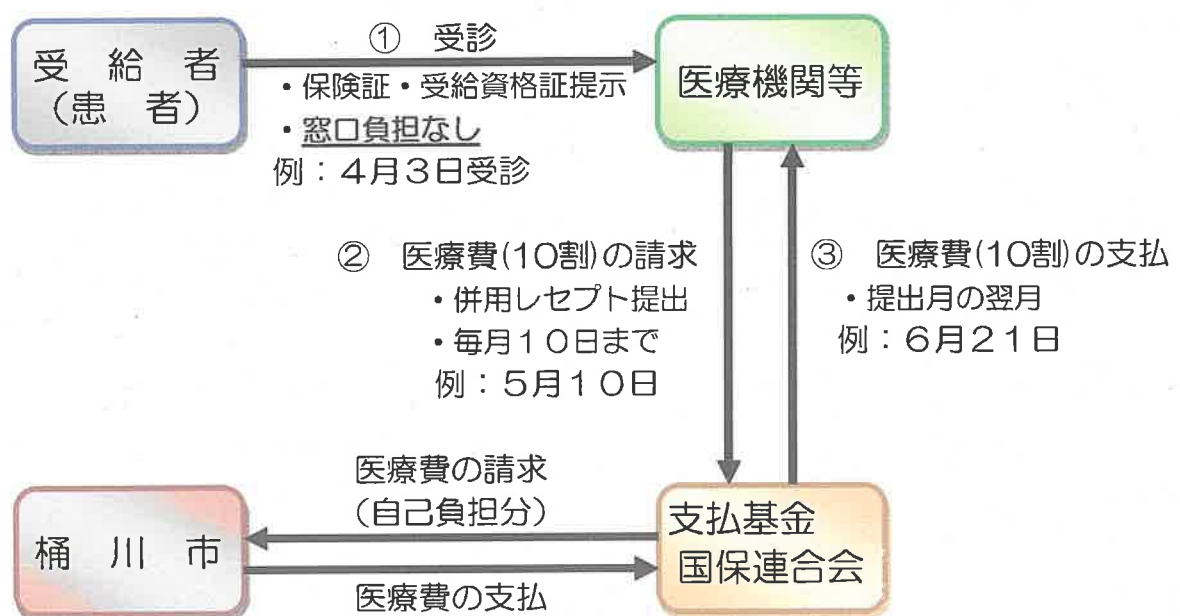 受給者
(患者)
① 受診
・保険証・受給資格証提示
・窓口負担なし
例：４月３日受診
医療機関等
② 医療費(10割)の請求
・併用レセプト提出
・毎月１０日まで
例：５月１０日
③ 医療費(10割)の支払
・提出月の翌月
例：６月２１日
医療費の請求
（自己負担分）
桶川市
医療費の支払
支払基金
国保連合会